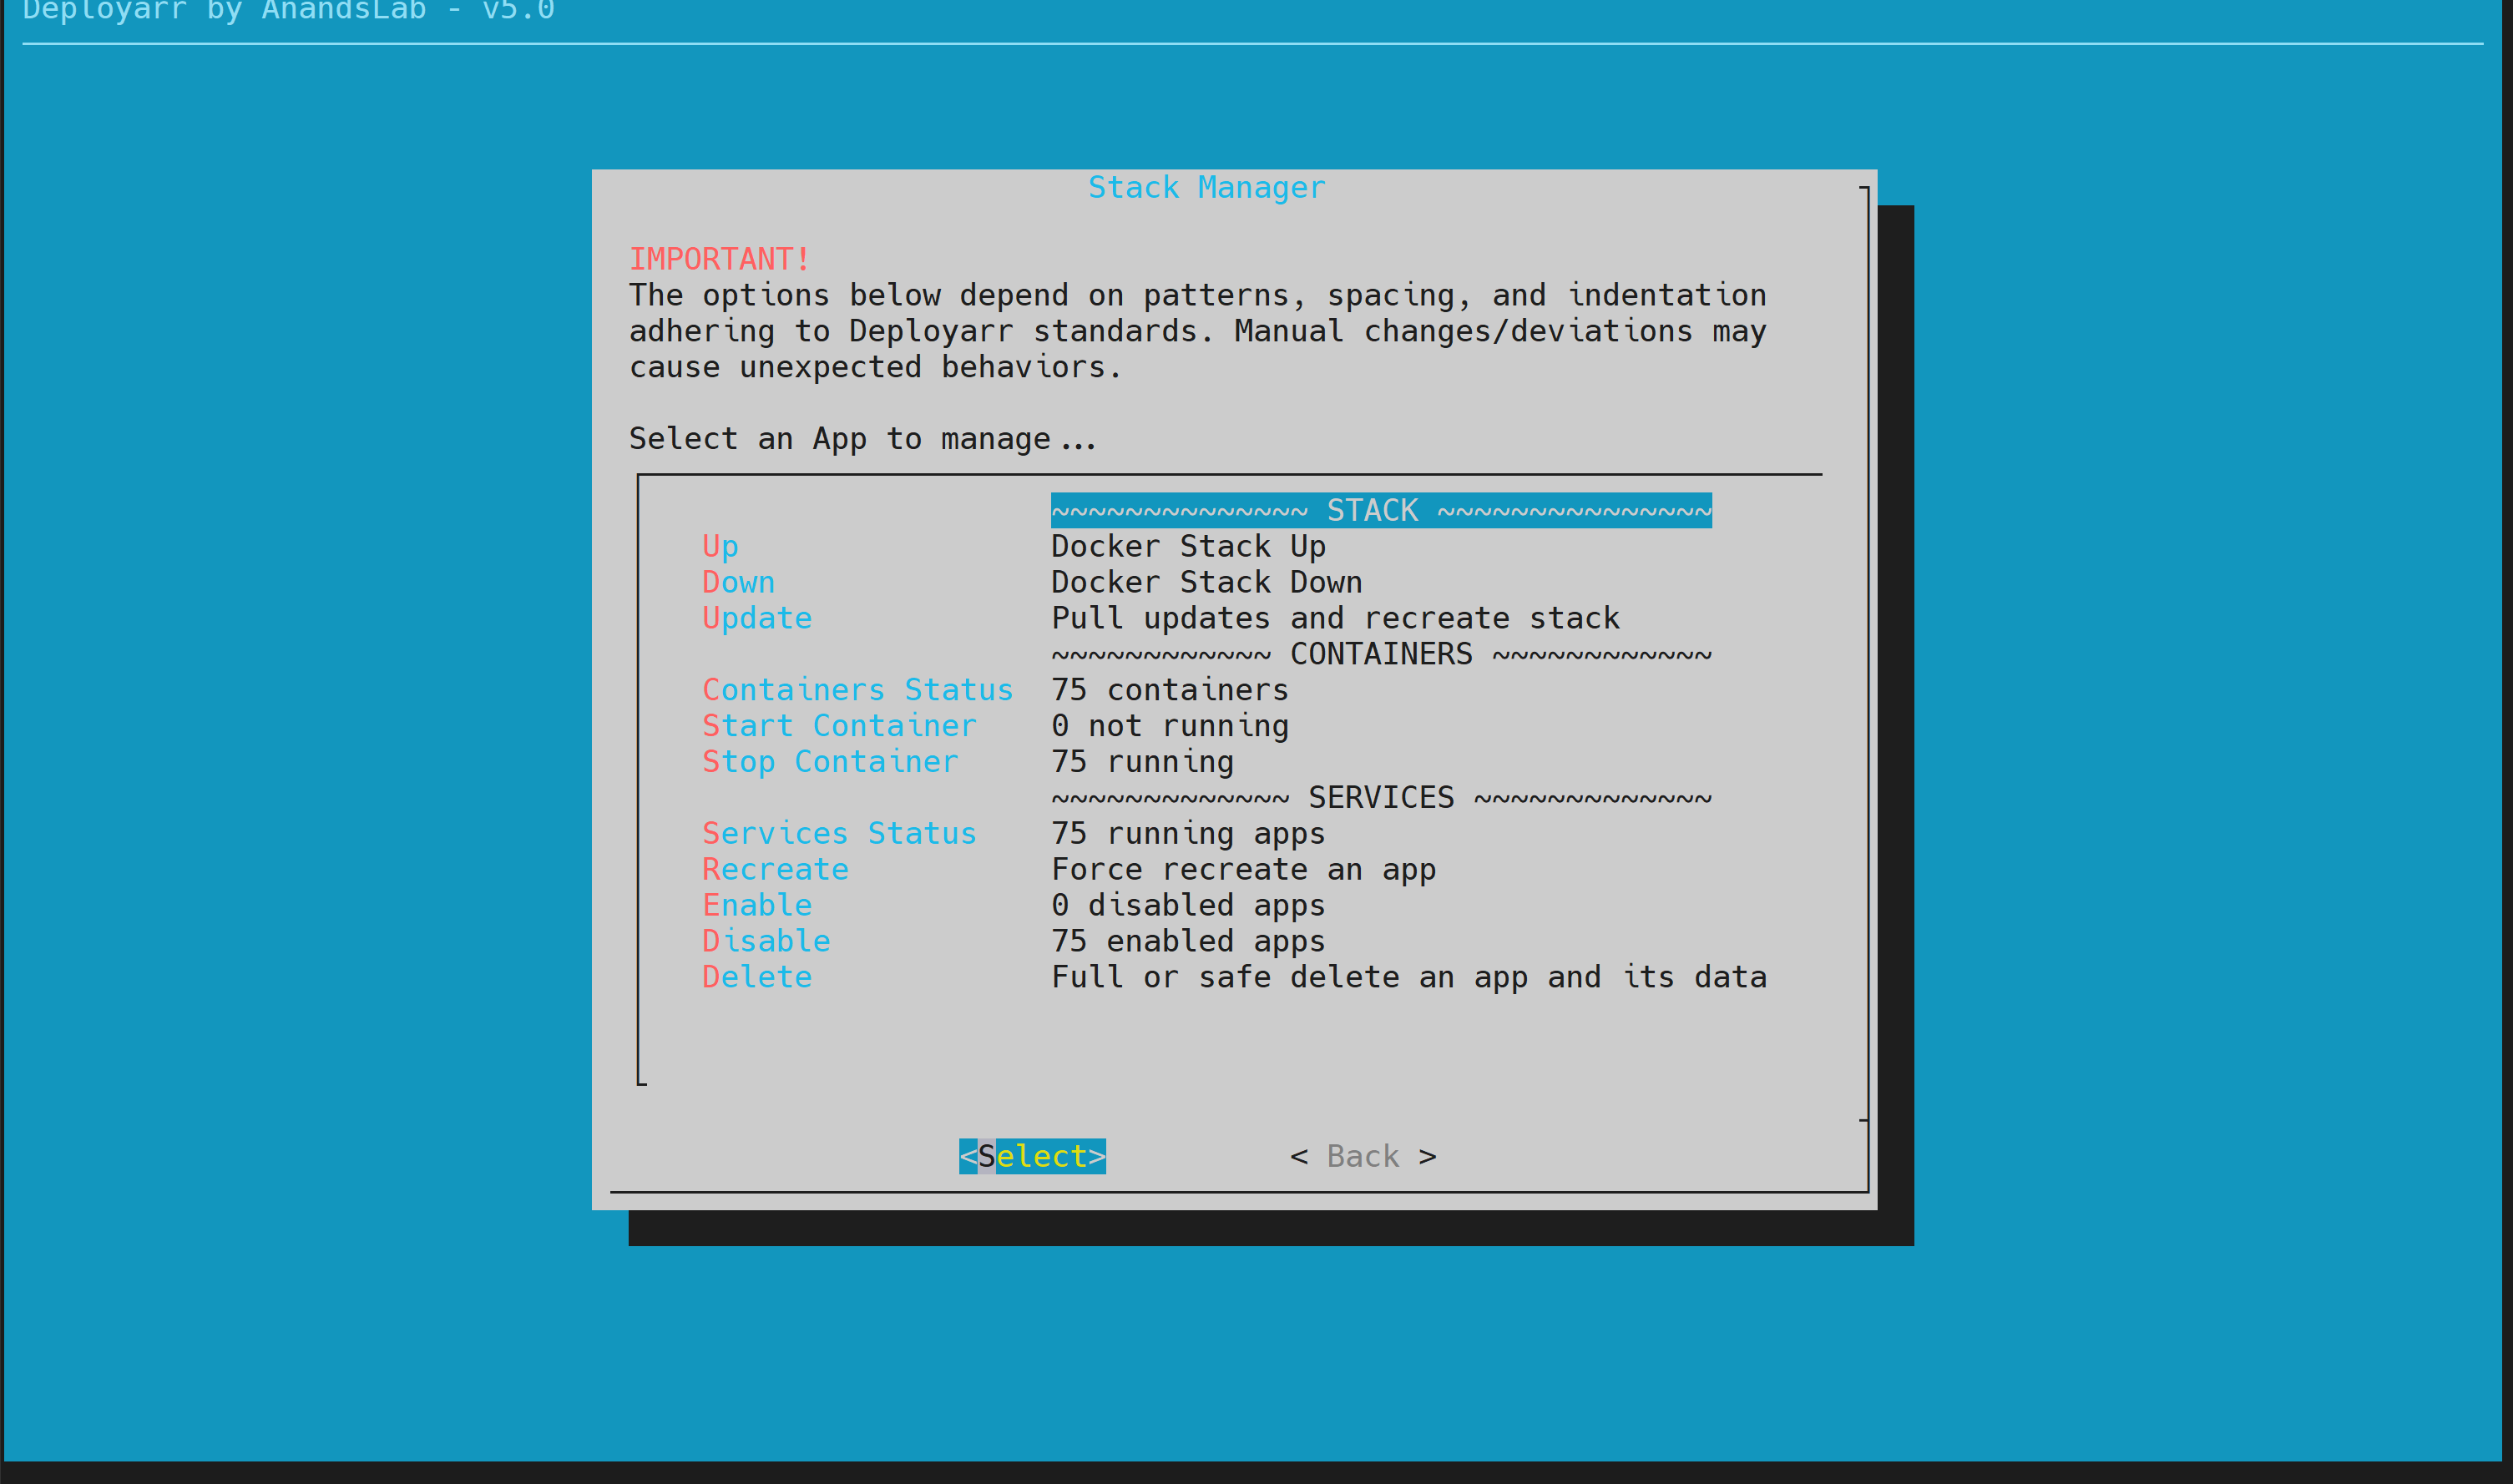 Deployarr by AnandsLab - v5.0
Stack Manager
IMPORTANT!
The options below depend on patterns, spacing, and indentation
adhering to Deployarr standards. Manual changes/deviations may
cause unexpected behaviors.
Select an App to manage...
~~~~~~~~~~~~~~ STACK ~~~~~~~~~~~~~~~
Up Docker Stack Up
Down Docker Stack Down
Update Pull updates and recreate stack
~~~~~~~~~~~~ CONTAINERS ~~~~~~~~~~~~
Containers Status 75 containers
Start Container 0 not running
Stop Container 75 running
~~~~~~~~~~~~~ SERVICES ~~~~~~~~~~~~~
Services Status 75 running apps
Recreate Force recreate an app
Enable 0 disabled apps
Disable 75 enabled apps
Delete Full or safe delete an app and its data
<Select> < Back >